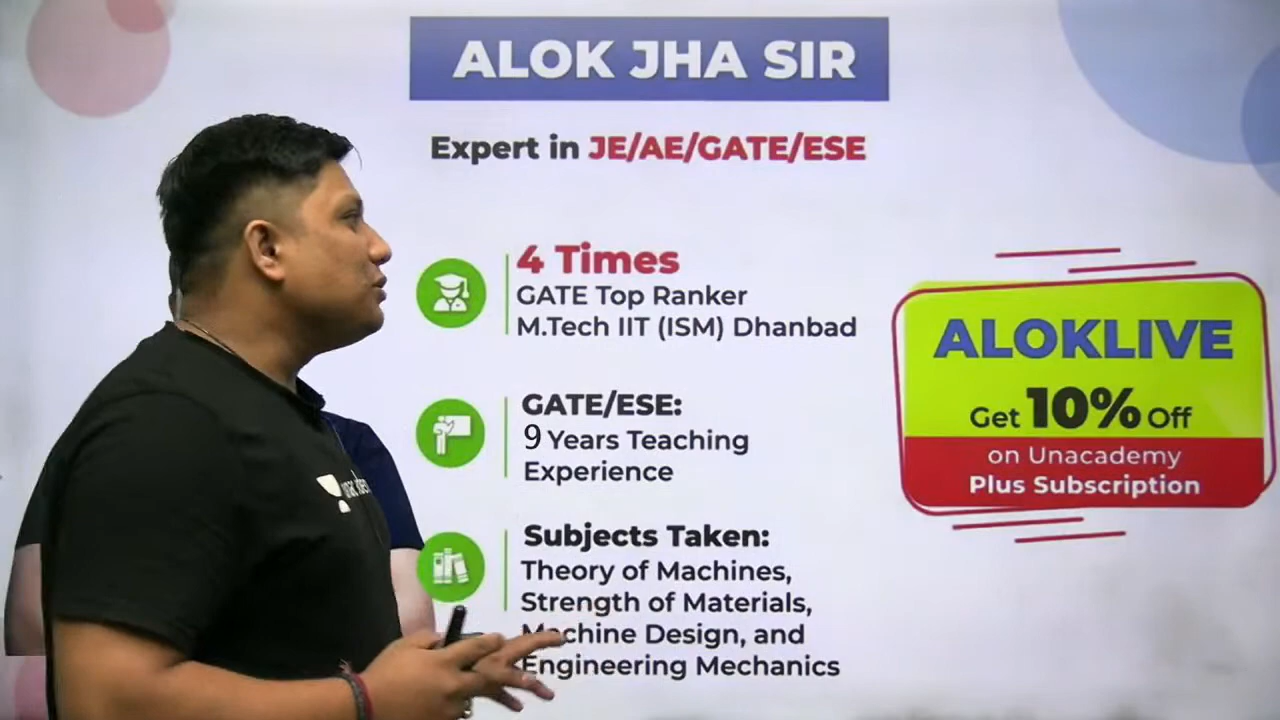 ALOK JHA SIR
Expert in JE/AE/GATE/ESE
4 Times
GATE Top Ranker
M.Tech IIT (ISM) Dhanbad
GATE/ESE:
9 Years Teaching
Experience
Subjects Taken:
Theory of Machines,
Strength of Materials,
Machine Design, and
Engineering Mechanics
ALOKLIVE
Get 10% Off
on Unacademy
Plus Subscription